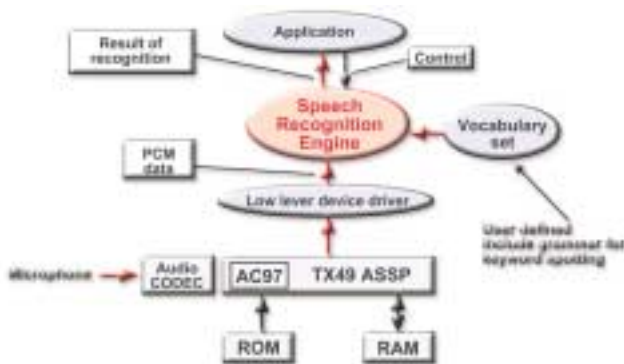 Application
Result of
recognition
Control
Speech
Recognition
Engine
Vocabulary
set
PCM
data
Low lever device driver
User defined
include grammar for
keyword spotting
Microphone
Audio
CODEC
AC97
TX49 ASSP
ROM
RAM